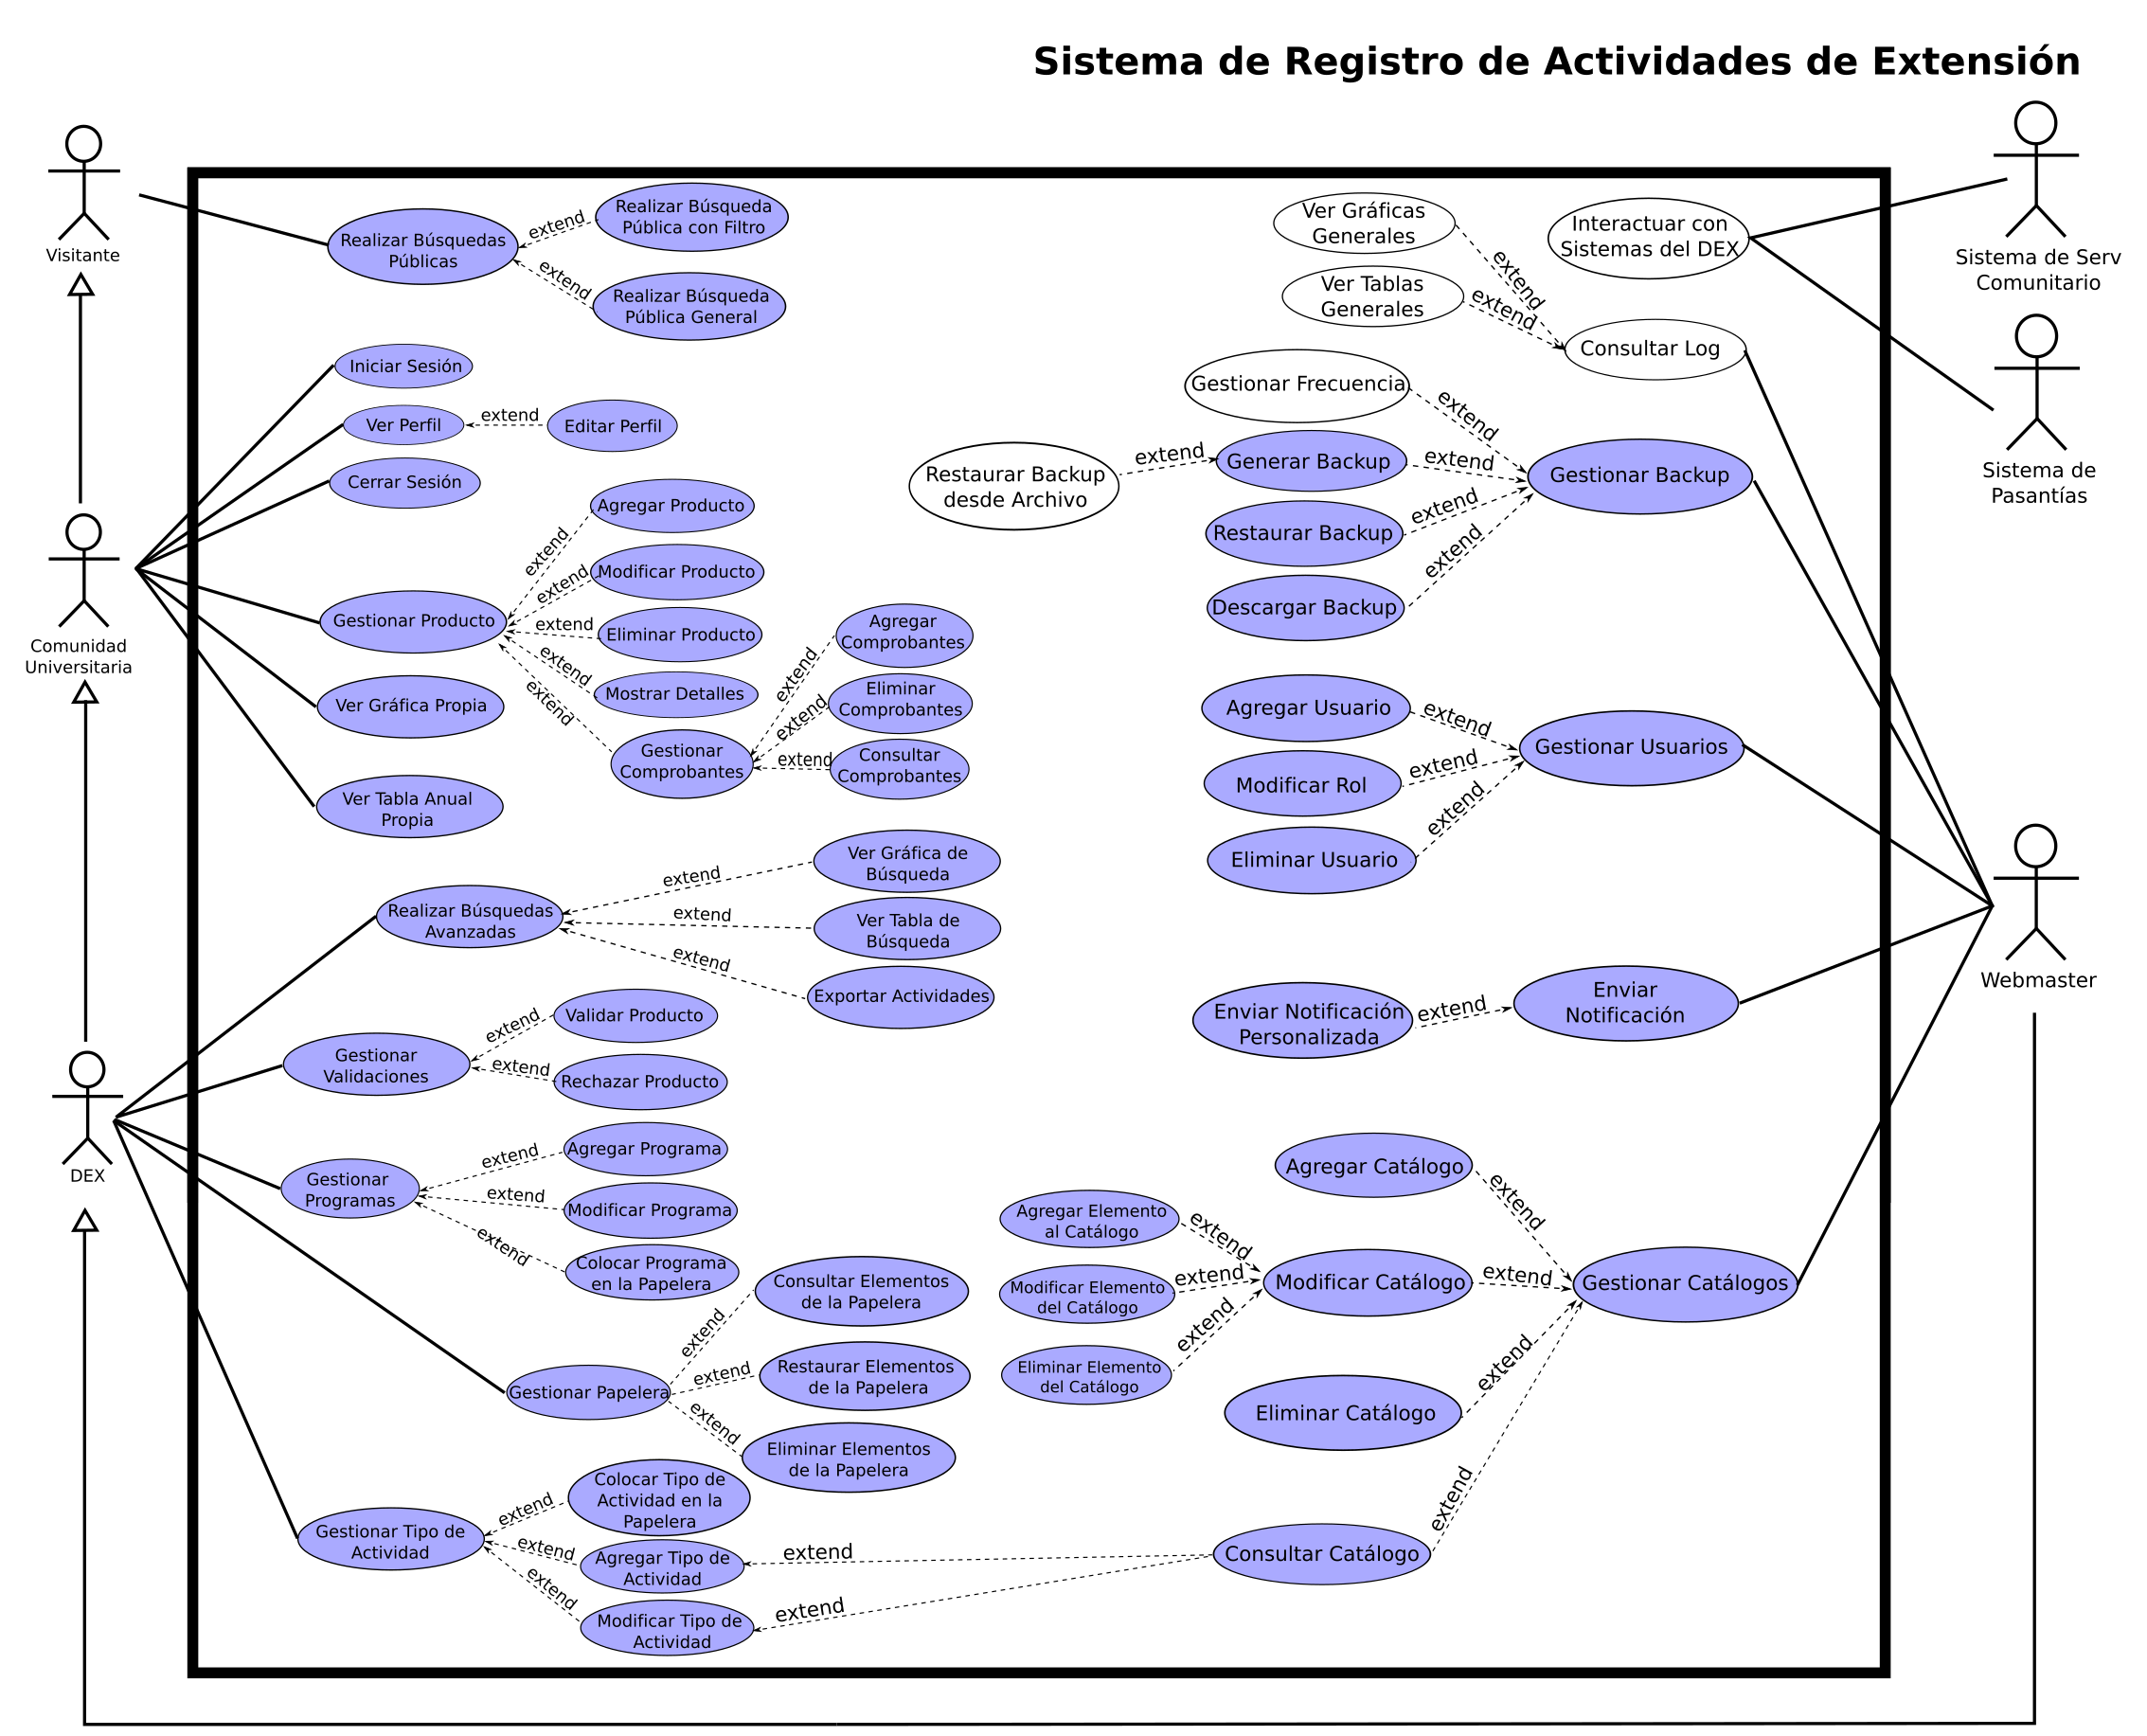 Sistema de Registro de Actividades de Extensión
Visitante
Comunidad
Universitaria
DEX
Sistema de Serv
Comunitario
Sistema de
Pasantías
Webmaster
Realizar Búsquedas
Públicas
extend
Realizar Búsqueda
Pública con Filtro
extend
Realizar Búsqueda
Pública General
Iniciar Sesión
Ver Perfil
extend
Editar Perfil
Cerrar Sesión
Gestionar Producto
extend
Agregar Producto
extend
Modificar Producto
extend
Eliminar Producto
extend
Mostrar Detalles
extend
Gestionar
Comprobantes
extend
Agregar
Comprobantes
extend
Eliminar
Comprobantes
extend
Consultar
Comprobantes
Ver Gráfica Propia
Ver Tabla Anual
Propia
Realizar Búsquedas
Avanzadas
extend
Ver Gráfica de
Búsqueda
extend
Ver Tabla de
Búsqueda
extend
Exportar Actividades
Gestionar
Validaciones
extend
Validar Producto
extend
Rechazar Producto
Gestionar
Programas
extend
Agregar Programa
extend
Modificar Programa
extend
Colocar Programa
en la Papelera
Gestionar Papelera
extend
Consultar Elementos
de la Papelera
extend
Restaurar Elementos
de la Papelera
extend
Eliminar Elementos
de la Papelera
Gestionar Tipo de
Actividad
extend
Colocar Tipo de
Actividad en la
Papelera
extend
Agregar Tipo de
Actividad
extend
Modificar Tipo de
Actividad
extend
extend
Ver Gráficas
Generales
extend
Ver Tablas
Generales
extend
Interactuar con
Sistemas del DEX
Consultar Log
Gestionar Frecuencia
extend
Restaurar Backup
desde Archivo
extend
Generar Backup
extend
Gestionar Backup
Restaurar Backup
extend
Descargar Backup
extend
Agregar Usuario
extend
Gestionar Usuarios
Modificar Rol
extend
Eliminar Usuario
extend
Enviar Notificación
Personalizada
extend
Enviar
Notificación
Agregar Catálogo
extend
Agregar Elemento
al Catálogo
extend
Modificar Elemento
del Catálogo
extend
Eliminar Elemento
del Catálogo
extend
Modificar Catálogo
extend
Gestionar Catálogos
Eliminar Catálogo
extend
Consultar Catálogo
extend